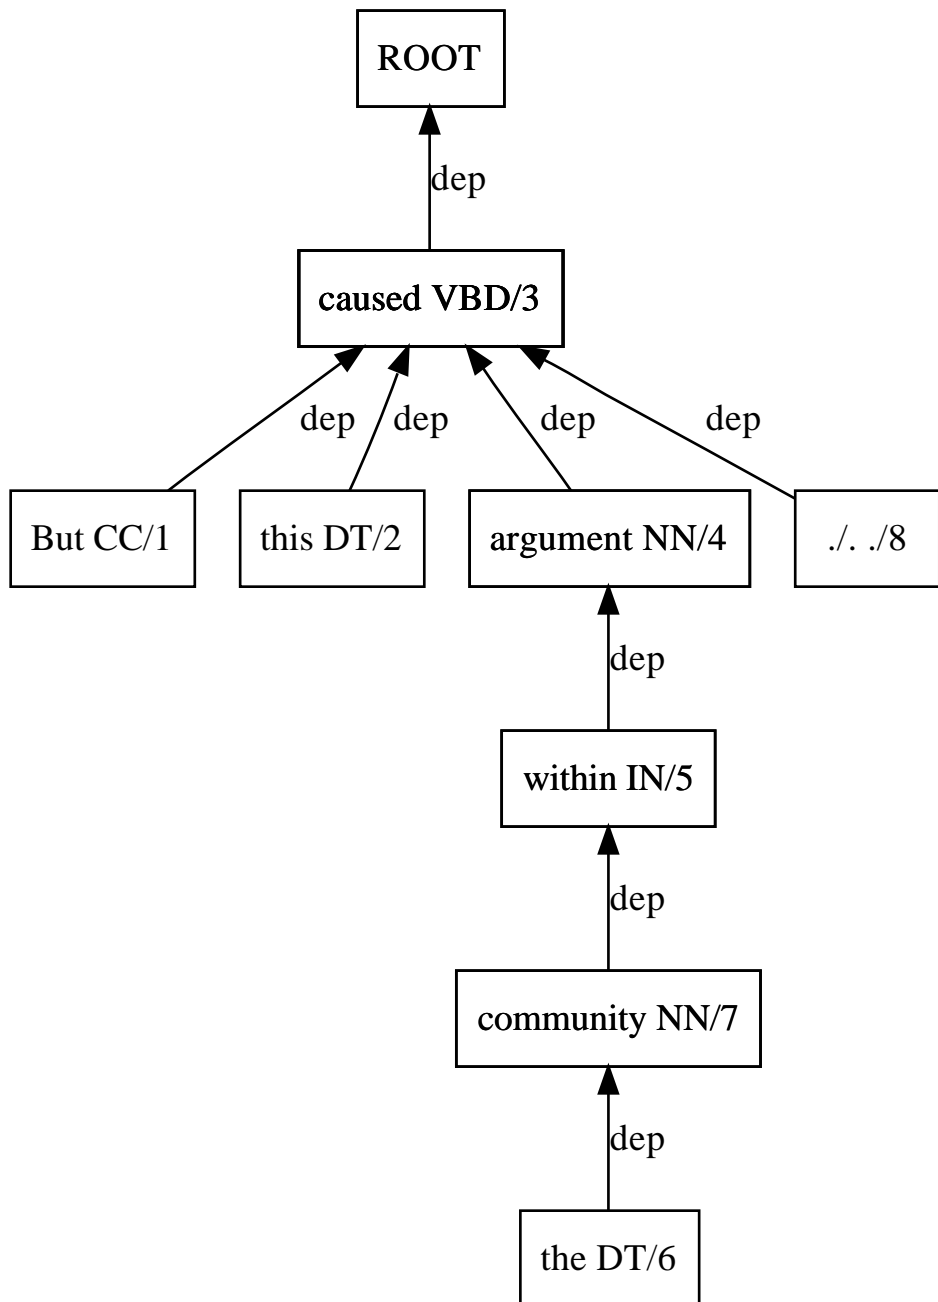 ROOT
dep
caused VBD/3
dep dep dep dep
But CC/1 this DT/2 argument NN/4 ./. ./8
dep
within IN/5
dep
community NN/7
dep
the DT/6